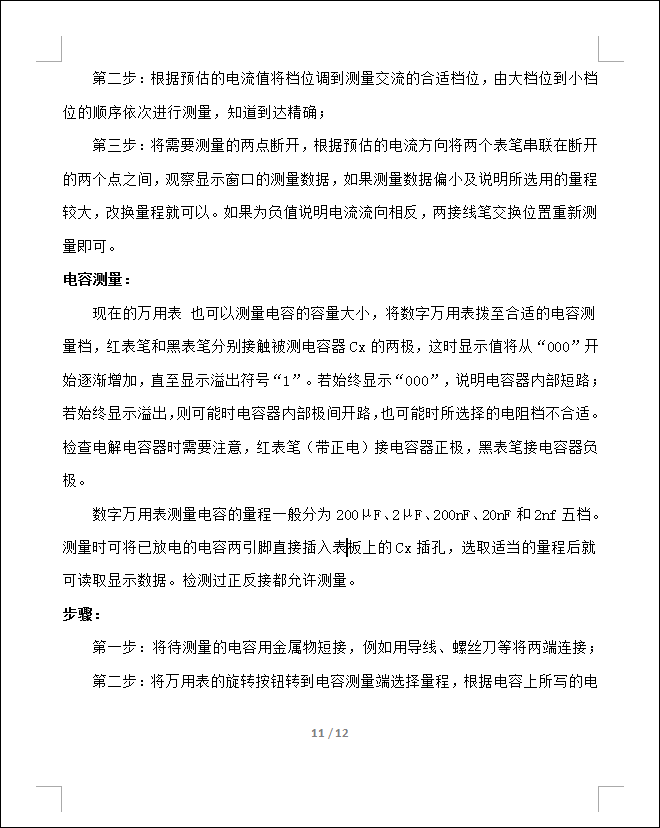 第二步：根据预估的电流值将档位调到测量交流的合适档位，由大档位到小档
位的顺序依次进行测量，知道到达精确；
第三步：将需要测量的两点断开，根据预估的电流方向将两个表笔串联在断开
的两个点之间，观察显示窗口的测量数据，如果测量数据偏小及说明所选用的量程
较大，改换量程就可以。如果为负值说明电流流向相反，两接线笔交换位置重新测
量即可。
电容测量：
现在的万用表 也可以测量电容的容量大小，将数字万用表拨至合适的电容测
量档，红表笔和黑表笔分别接触被测电容器 Cx 的两极，这时显示值将从“000”开
始逐渐增加，直至显示溢出符号“1”。若始终显示“000”，说明电容器内部短路；
若始终显示溢出，则可能时电容器内部极间开路，也可能时所选择的电阻档不合适。
检查电解电容器时需要注意，红表笔（带正电）接电容器正极，黑表笔接电容器负
极。
数字万用表测量电容的量程一般分为 200μF、2μF、200nF、20nF 和 2nf 五档。
测量时可将已放电的电容两引脚直接插入表板上的 Cx 插孔，选取适当的量程后就
可读取显示数据。检测过正反接都允许测量。
步骤：
第一步：将待测量的电容用金属物短接，例如用导线、螺丝刀等将两端连接；
第二步：将万用表的旋转按钮转到电容测量端选择量程，根据电容上所写的电
11 / 12